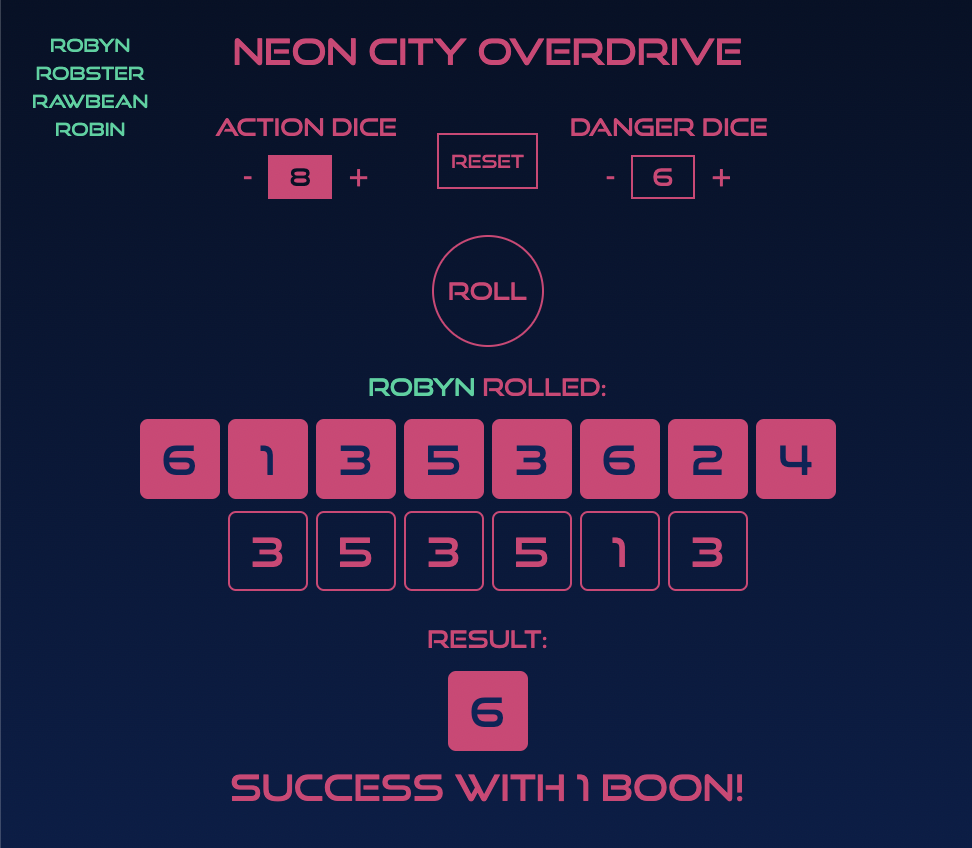 ROBYN
ROBSTER
RAWBEAN
ROBIN
NEON CITY OVERDRIVE
ACTION DICE
- 8 +
RESET
DANGER DICE
- 6 +
ROLL
ROBYN ROLLED:
6 1 3 5 3 6 2 4
3 5 3 5 1 3
RESULT:
6
SUCCESS WITH 1 BOON!